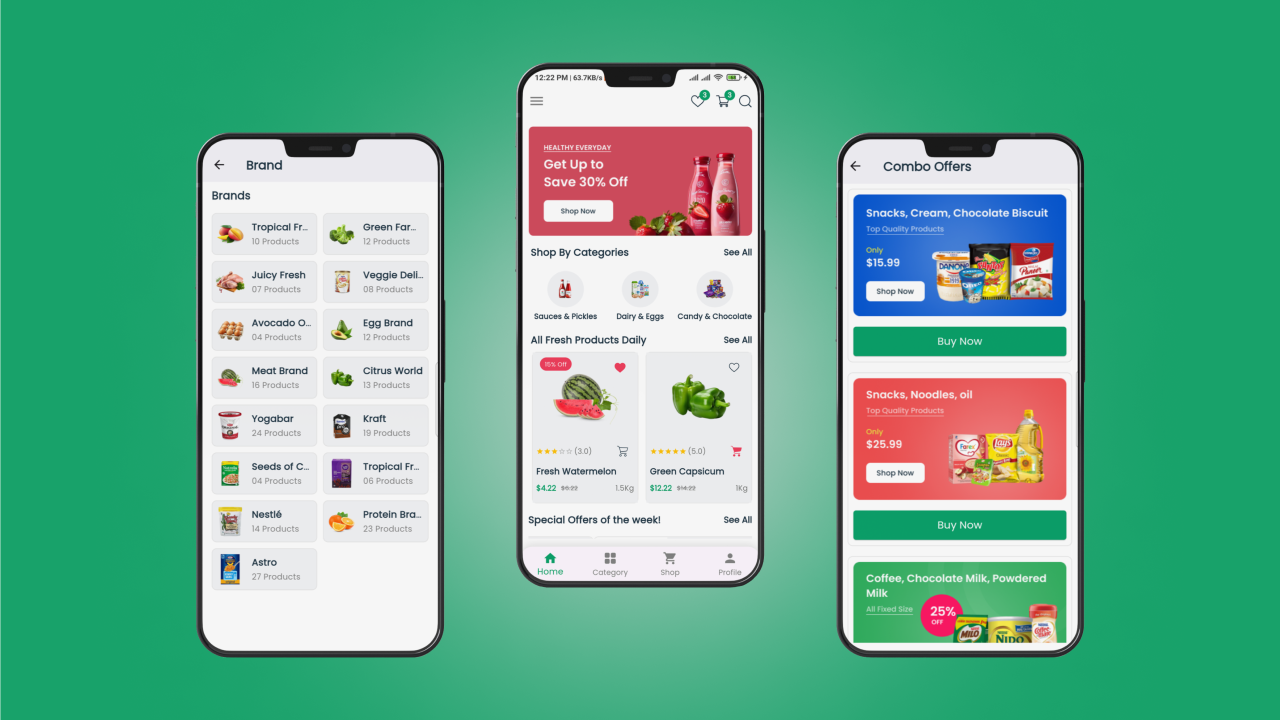 Brand
Brands
Tropical Fr...
10 Products
Green Far...
12 Products
Juicy Fresh
07 Products
Veggie Deli...
08 Products
Avocado O...
04 Products
Egg Brand
12 Products
Meat Brand
16 Products
Citrus World
13 Products
Yogbar
24 Products
Kraft
19 Products
Seeds of C...
04 Products
Tropical Fr...
06 Products
Nestlé
14 Products
Protein Bra...
23 Products
Astro
27 Products
12:22 PM | 63.7KB/s
3
3
HEALTHY EVERYDAY
Get Up to
Save 30% Off
Shop Now
Shop By Categories
See All
Sauces & Pickles
Dairy & Eggs
Candy & Chocolate
All Fresh Products Daily
See All
15% Off
(3.0)
Fresh Watermelon
$4.22 $6.22 1.5Kg
(5.0)
Green Capsicum
$12.22 $14.22 1Kg
Special Offers of the week!
See All
Home
Category
Shop
Profile
Combo Offers
Snacks, Cream, Chocolate Biscuit
Top Quality Products
Only
$15.99
Shop Now
DANONE
Paneer
Buy Now
Snacks, Noodles, oil
Top Quality Products
Only
$25.99
Shop Now
Lay's
Buy Now
Coffee, Chocolate Milk, Powdered
Milk
All Fixed Size
25%
OFF
MILO
NIDO